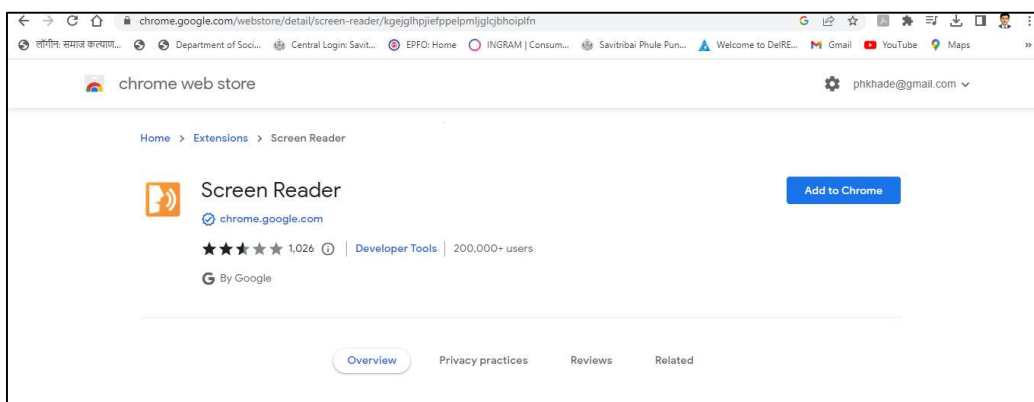 chrome.google.com/webstore/detail/screen-reader/kgejglhpjiefppelpmljglcjbhoiplfn
लॉगीन: समाज कल्याण... Department of Soci... Central Login: Savit... EPFO: Home INGRAM | Consum... Savitribai Phule Pun... Welcome to DelRE... Gmail YouTube Maps »
chrome web store phkhade@gmail.com
Home > Extensions > Screen Reader
Screen Reader
Add to Chrome
chrome.google.com
1,026 | Developer Tools | 200,000+ users
G By Google
Overview Privacy practices Reviews Related